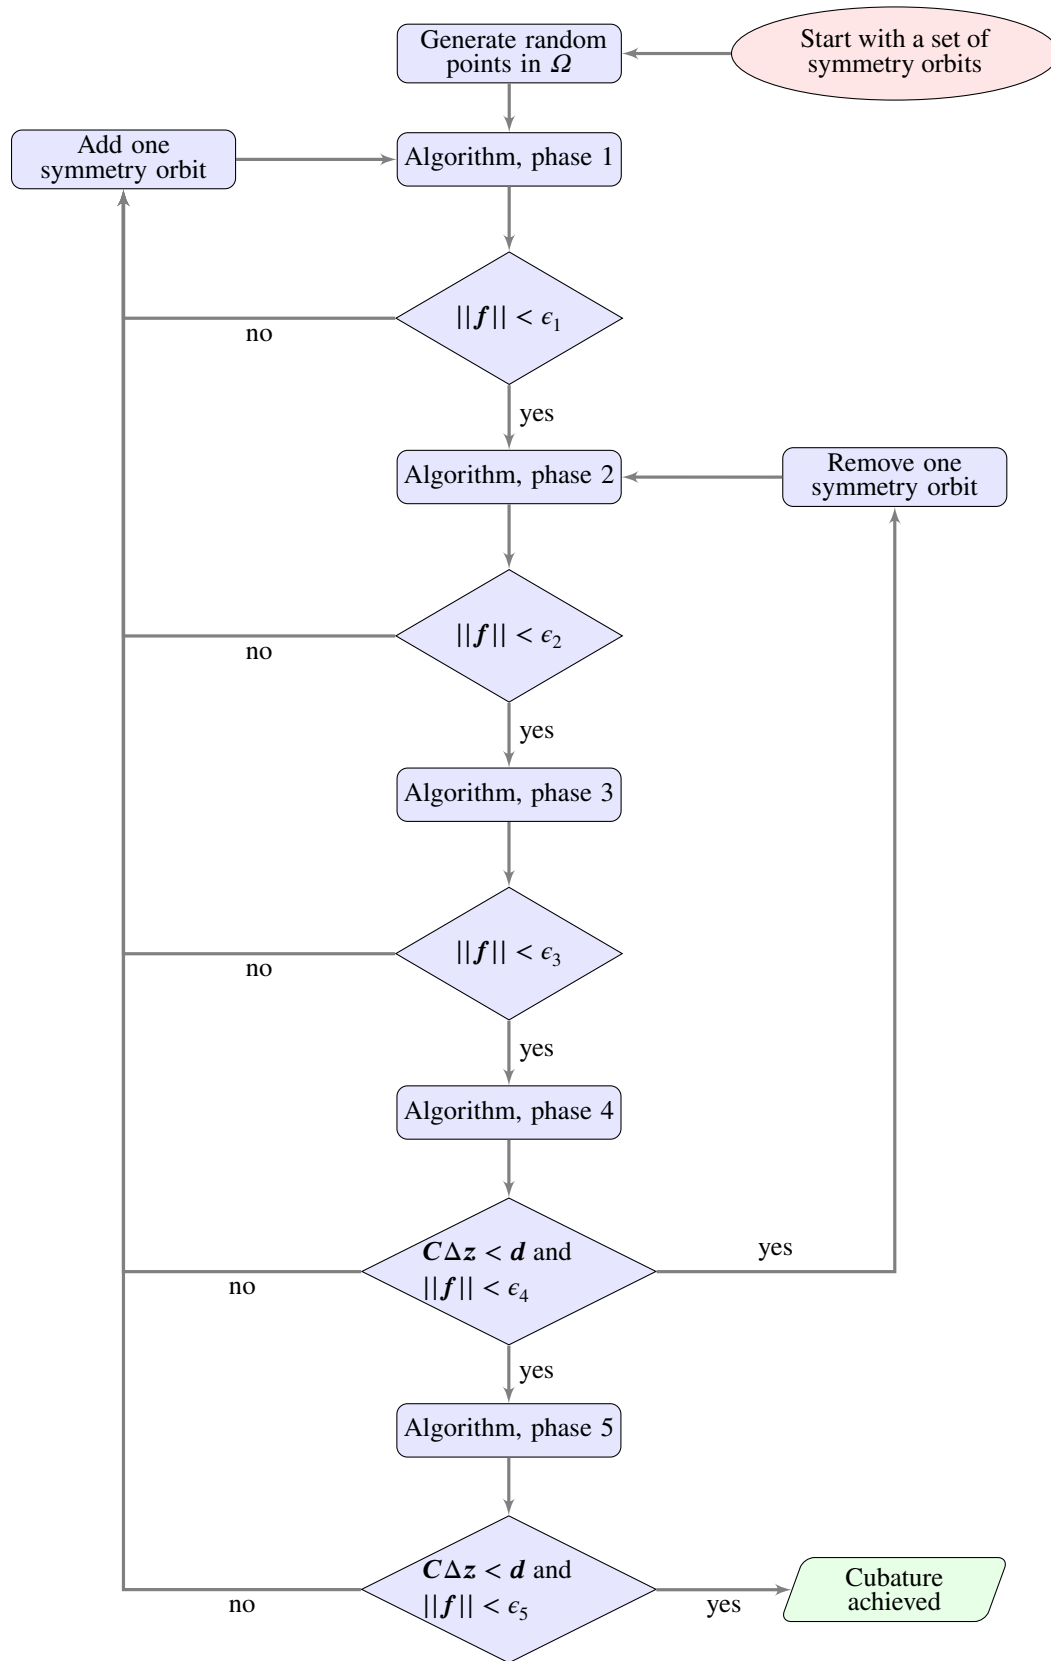 Generate random
points in Ω
Start with a set of
symmetry orbits
Add one
symmetry orbit
Algorithm, phase 1
||f|| < ϵ₁
no
yes
Algorithm, phase 2
Remove one
symmetry orbit
||f|| < ϵ₂
no
yes
Algorithm, phase 3
||f|| < ϵ₃
no
yes
Algorithm, phase 4
CΔz < d and
||f|| < ϵ₄
yes
no
yes
Algorithm, phase 5
CΔz < d and
||f|| < ϵ₅
no
yes
Cubature
achieved